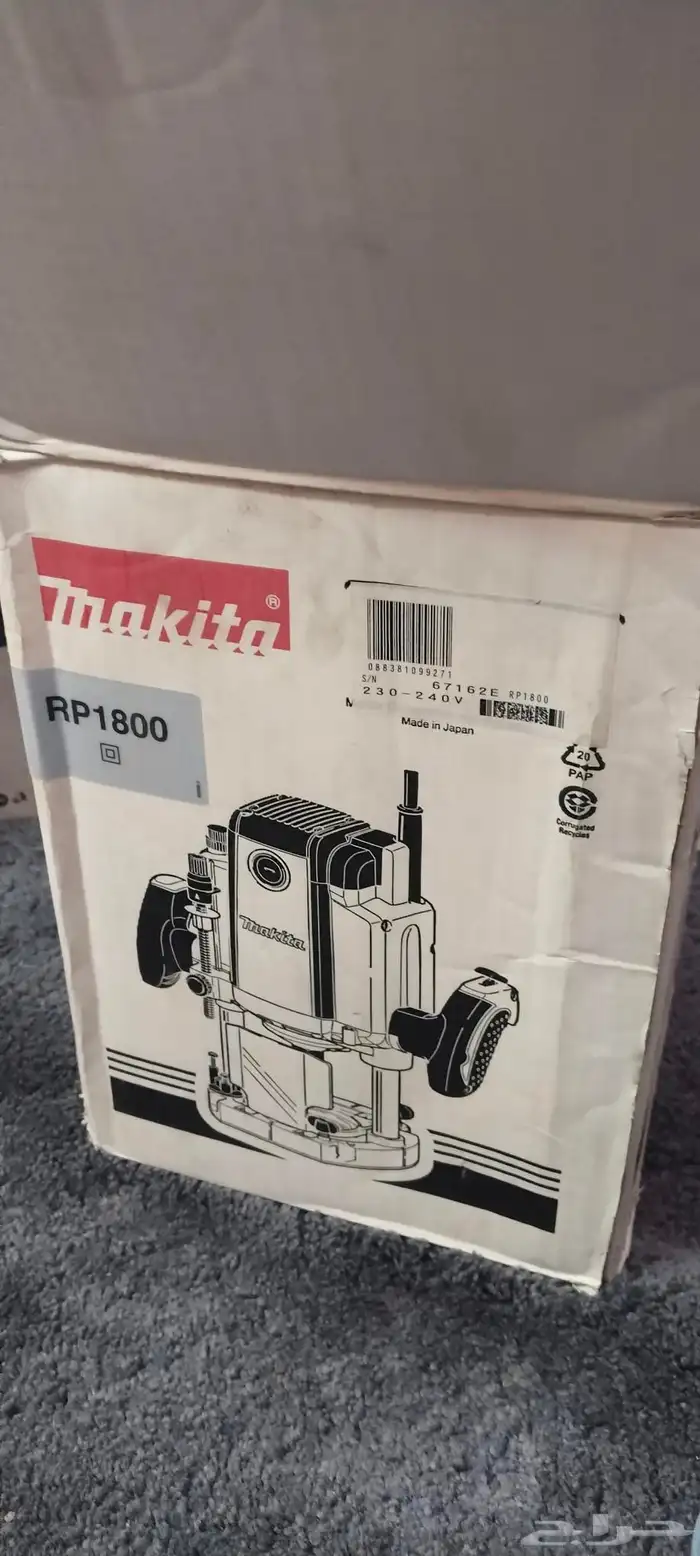 makita®
RP1800
088381099271
S/N 67162E RP1800
230-240V
M
Made in Japan
20
PAP
Corrugated
Recycles
makita
حراج